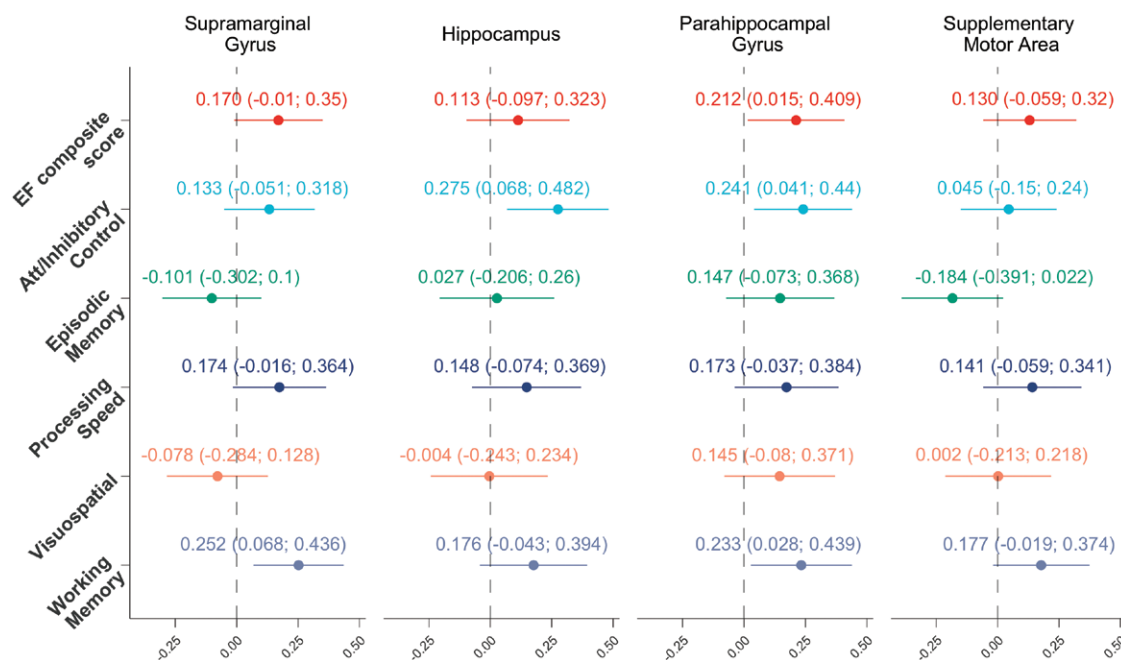 Supramarginal
Gyrus
Hippocampus
Parahippocampal
Gyrus
Supplementary
Motor Area
EF composite
score
0.170 (-0.01; 0.35)
0.113 (-0.097; 0.323)
0.212 (0.015; 0.409)
0.130 (-0.059; 0.32)
Att/Inhibitory
Control
0.133 (-0.051; 0.318)
0.275 (0.068; 0.482)
0.241 (0.041; 0.44)
0.045 (-0.15; 0.24)
Episodic
Memory
-0.101 (-0.302; 0.1)
0.027 (-0.206; 0.26)
0.147 (-0.073; 0.368)
-0.184 (-0.391; 0.022)
Processing
Speed
0.174 (-0.016; 0.364)
0.148 (-0.074; 0.369)
0.173 (-0.037; 0.384)
0.141 (-0.059; 0.341)
Visuospatial
-0.078 (-0.284; 0.128)
-0.004 (-0.243; 0.234)
0.145 (-0.08; 0.371)
0.002 (-0.213; 0.218)
Working
Memory
0.252 (0.068; 0.436)
0.176 (-0.043; 0.394)
0.233 (0.028; 0.439)
0.177 (-0.019; 0.374)
-0.25 0.00 0.25 0.50
-0.25 0.00 0.25 0.50
-0.25 0.00 0.25 0.50
-0.25 0.00 0.25 0.50